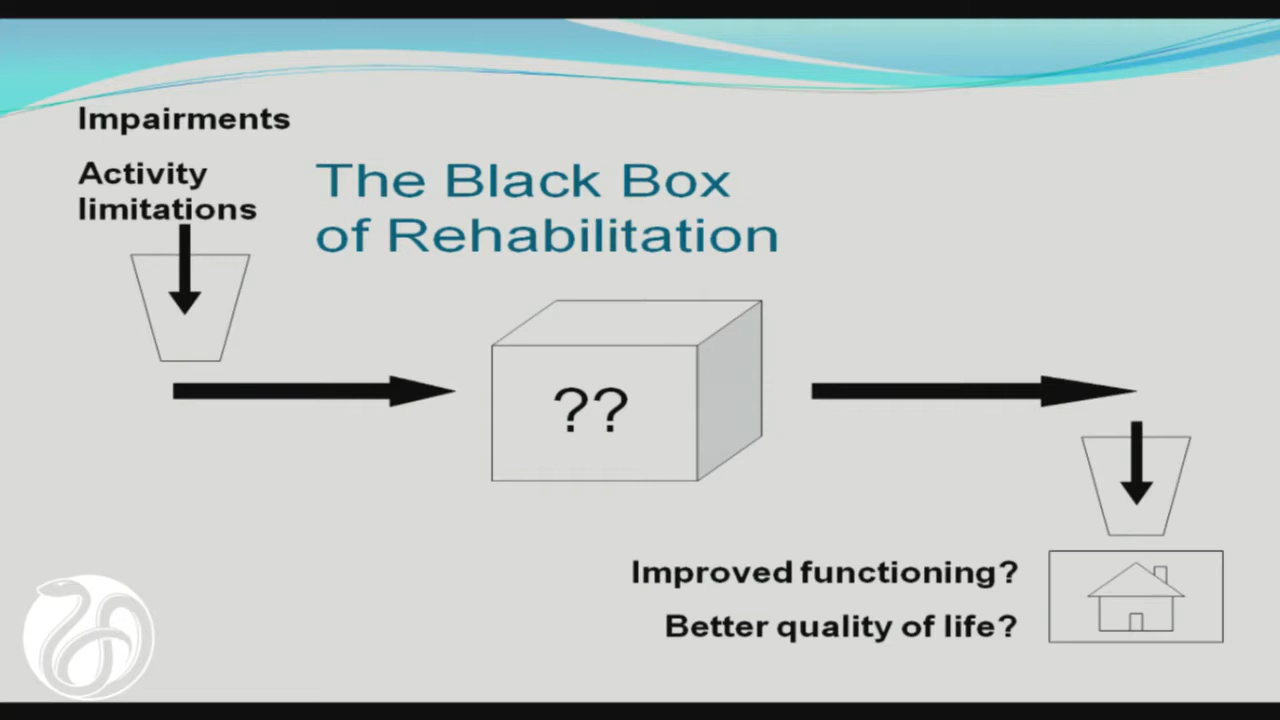 Impairments
Activity
limitations
The Black Box
of Rehabilitation
??
Improved functioning?
Better quality of life?